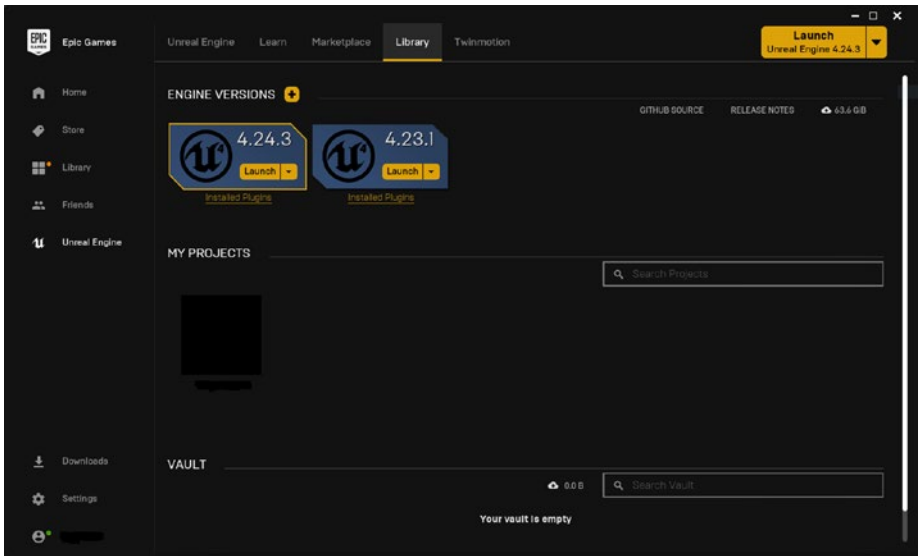 EPIC GAMES
Epic Games
Unreal Engine Learn Marketplace Library Twinmotion
Launch
Unreal Engine 4.24.3
Home
Store
Library
Friends
Unreal Engine
Downloads
Settings
ENGINE VERSIONS
GITHUB SOURCE RELEASE NOTES 63.6 GiB
4.24.3
Launch
Installed Plugins
4.23.1
Launch
Installed Plugins
MY PROJECTS
Search Projects
VAULT
0.0 B
Search Vault
Your vault is empty